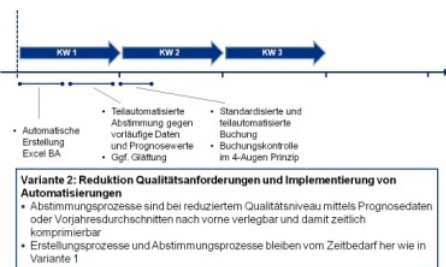 KW 1
KW 2
KW 3
• Automatische
Erstellung
Excel BA
• Teilautomatisierte
Abstimmung gegen
vorläufige Daten
und Prognosewerte
• Ggf. Glättung
• Standardisierte und
teilautomatisierte
Buchung
• Buchungskontrolle
im 4-Augen Prinzip
Variante 2: Reduktion Qualitätsanforderungen und Implementierung von
Automatisierungen
• Abstimmungsprozesse sind bei reduziertem Qualitätsniveau mittels Prognosedaten
oder Vorjahresdurchschnitten nach vorne verlegbar und damit zeitlich
komprimierbar
• Erstellungsprozesse und Abstimmungsprozesse bleiben vom Zeitbedarf her wie in
Variante 1